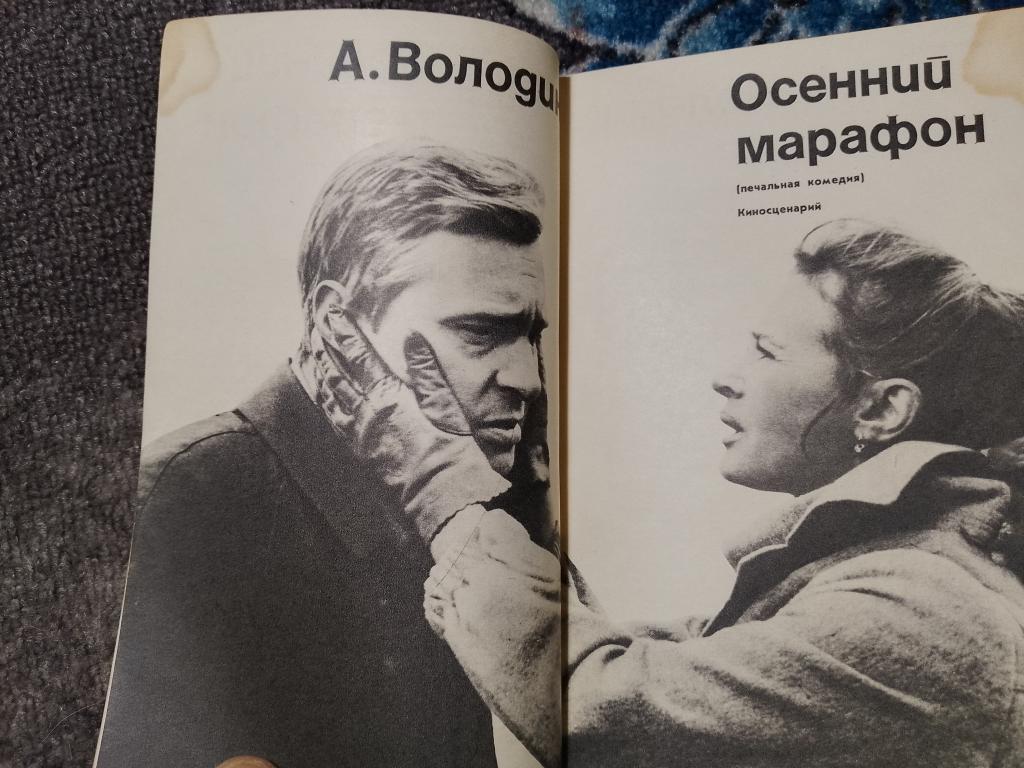 А. Володин
Осенний
марафон
(печальная комедия)
Киносценарий